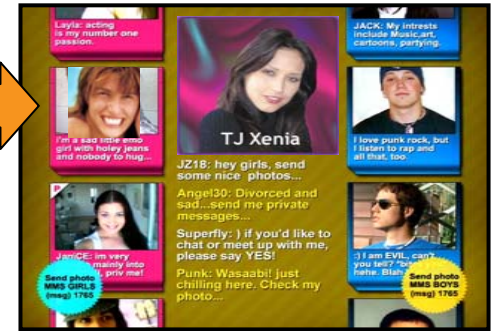 Layla: acting
is my number one
passion.
i'm a sad little emo
girl with holey jeans
and nobody to hug...
P
JaniCE: im very
mainly into
, priv me!
Send photo
MMS GIRLS
(msg) 1765
TJ Xenia
JZ18: hey girls, send
some nice photos...
Angel30: Divorced and
sad...send me private
messages...
Superfly: ) if you'd like to
chat or meet up with me,
please say YES!
Punk: Wasaabi! just
chilling here. Check my
photo...
JACK: My intrests
include Music,art,
cartoons, partying.
I love punk rock, but
I listen to rap and
all that, too
:) I am EVIL, can't
you tell?
hehe. Blah
Send photo
MMS BOYS
(msg) 1765